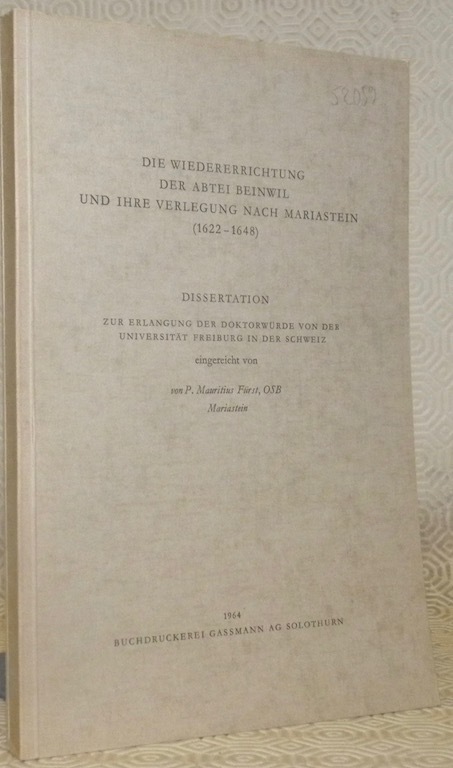 DIE WIEDERERRICHTUNG
DER ABTEI BEINWIL
UND IHRE VERLEGUNG NACH MARIASTEIN
(1622–1648)
DISSERTATION
ZUR ERLANGUNG DER DOKTORWÜRDE VON DER
UNIVERSITÄT FREIBURG IN DER SCHWEIZ
eingereicht von
von P. Mauritius Fürst, OSB
Mariastein
1964
BUCHDRUCKEREI GASSMANN AG SOLOTHURN